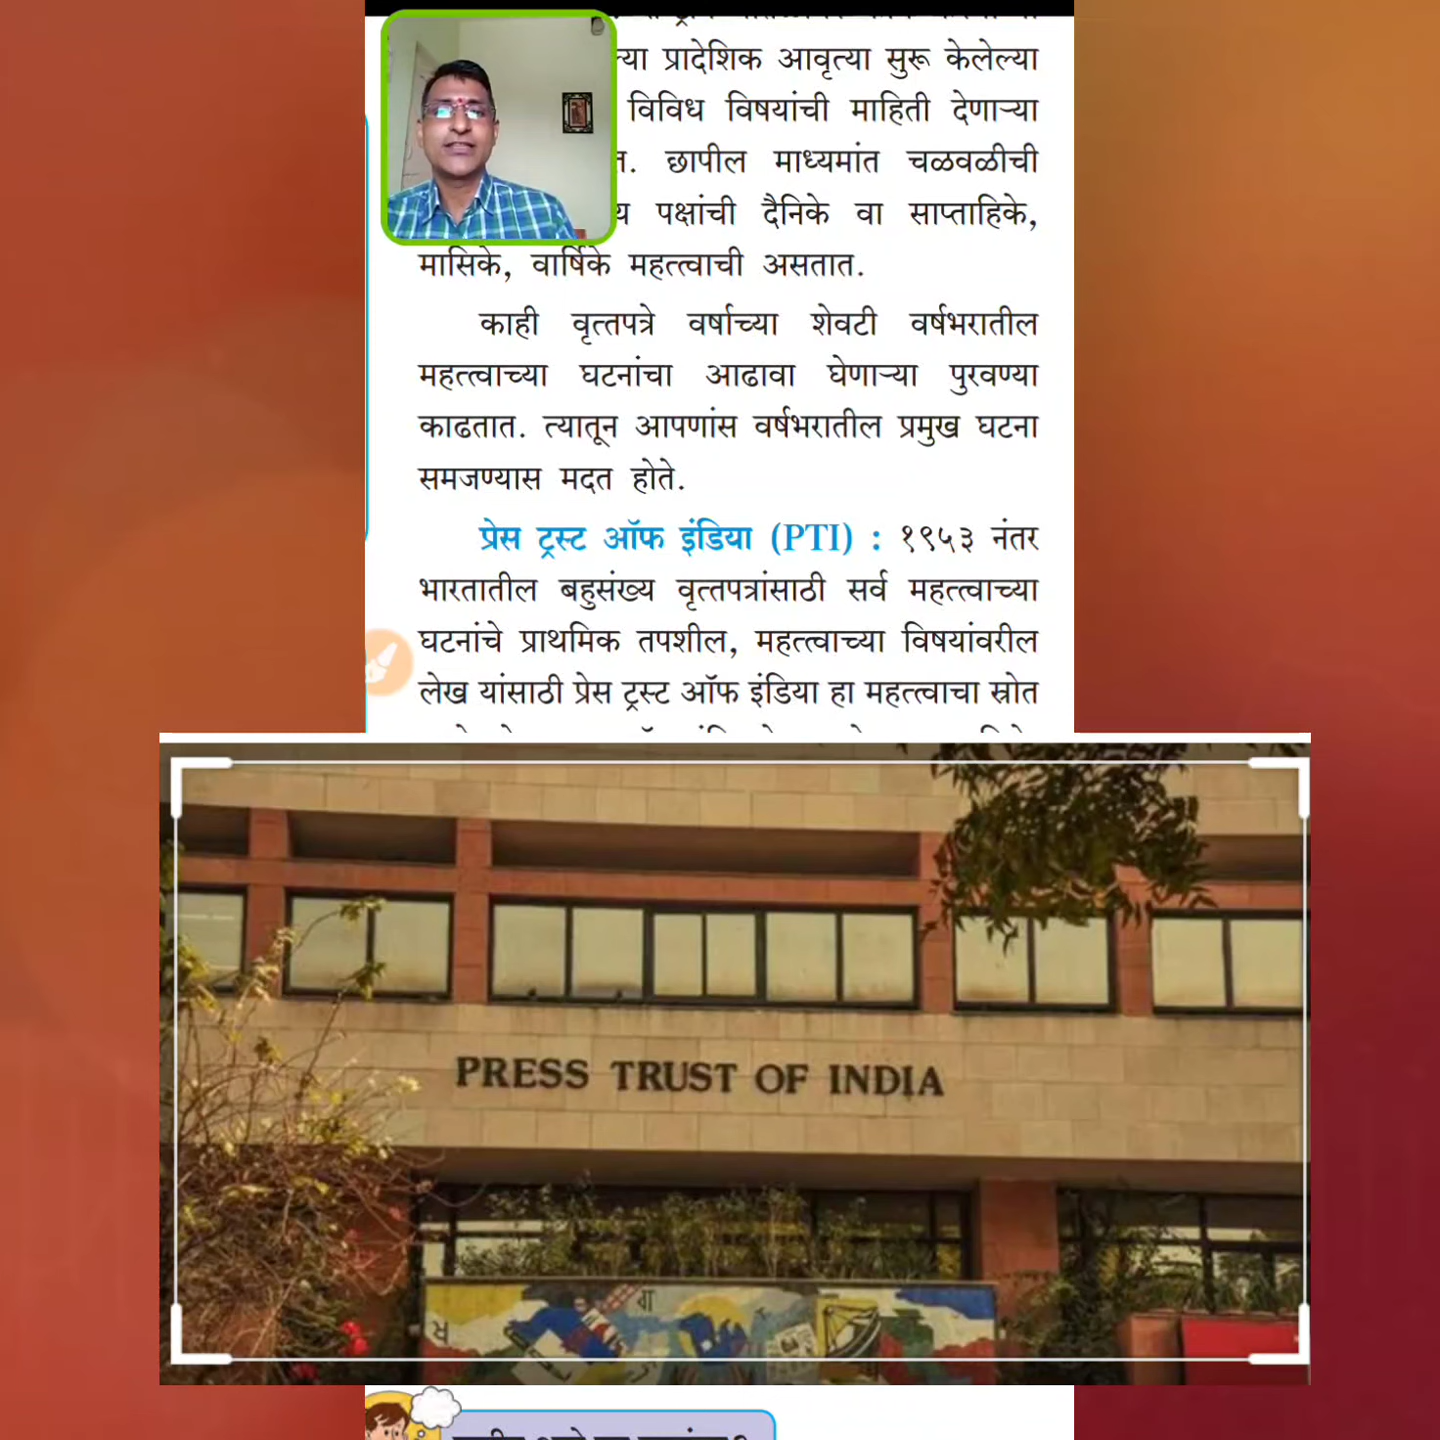 प्रादेशिक आवृत्या सुरू केलेल्या
विविध विषयांची माहिती देणाऱ्या
छापील माध्यमांत चळवळीची
पक्षांची दैनिके वा साप्ताहिके,
मासिके, वार्षिके महत्त्वाची असतात.
काही वृत्तपत्रे वर्षाच्या शेवटी वर्षभरातील
महत्त्वाच्या घटनांचा आढावा घेणाऱ्या पुरवण्या
काढतात. त्यातून आपणांस वर्षभरातील प्रमुख घटना
समजण्यास मदत होते.
प्रेस ट्रस्ट ऑफ इंडिया (PTI) : १९५३ नंतर
भारतातील बहुसंख्य वृत्तपत्रांसाठी सर्व महत्त्वाच्या
घटनांचे प्राथमिक तपशील, महत्त्वाच्या विषयांवरील
लेख यांसाठी प्रेस ट्रस्ट ऑफ इंडिया हा महत्त्वाचा स्रोत
PRESS TRUST OF INDIA